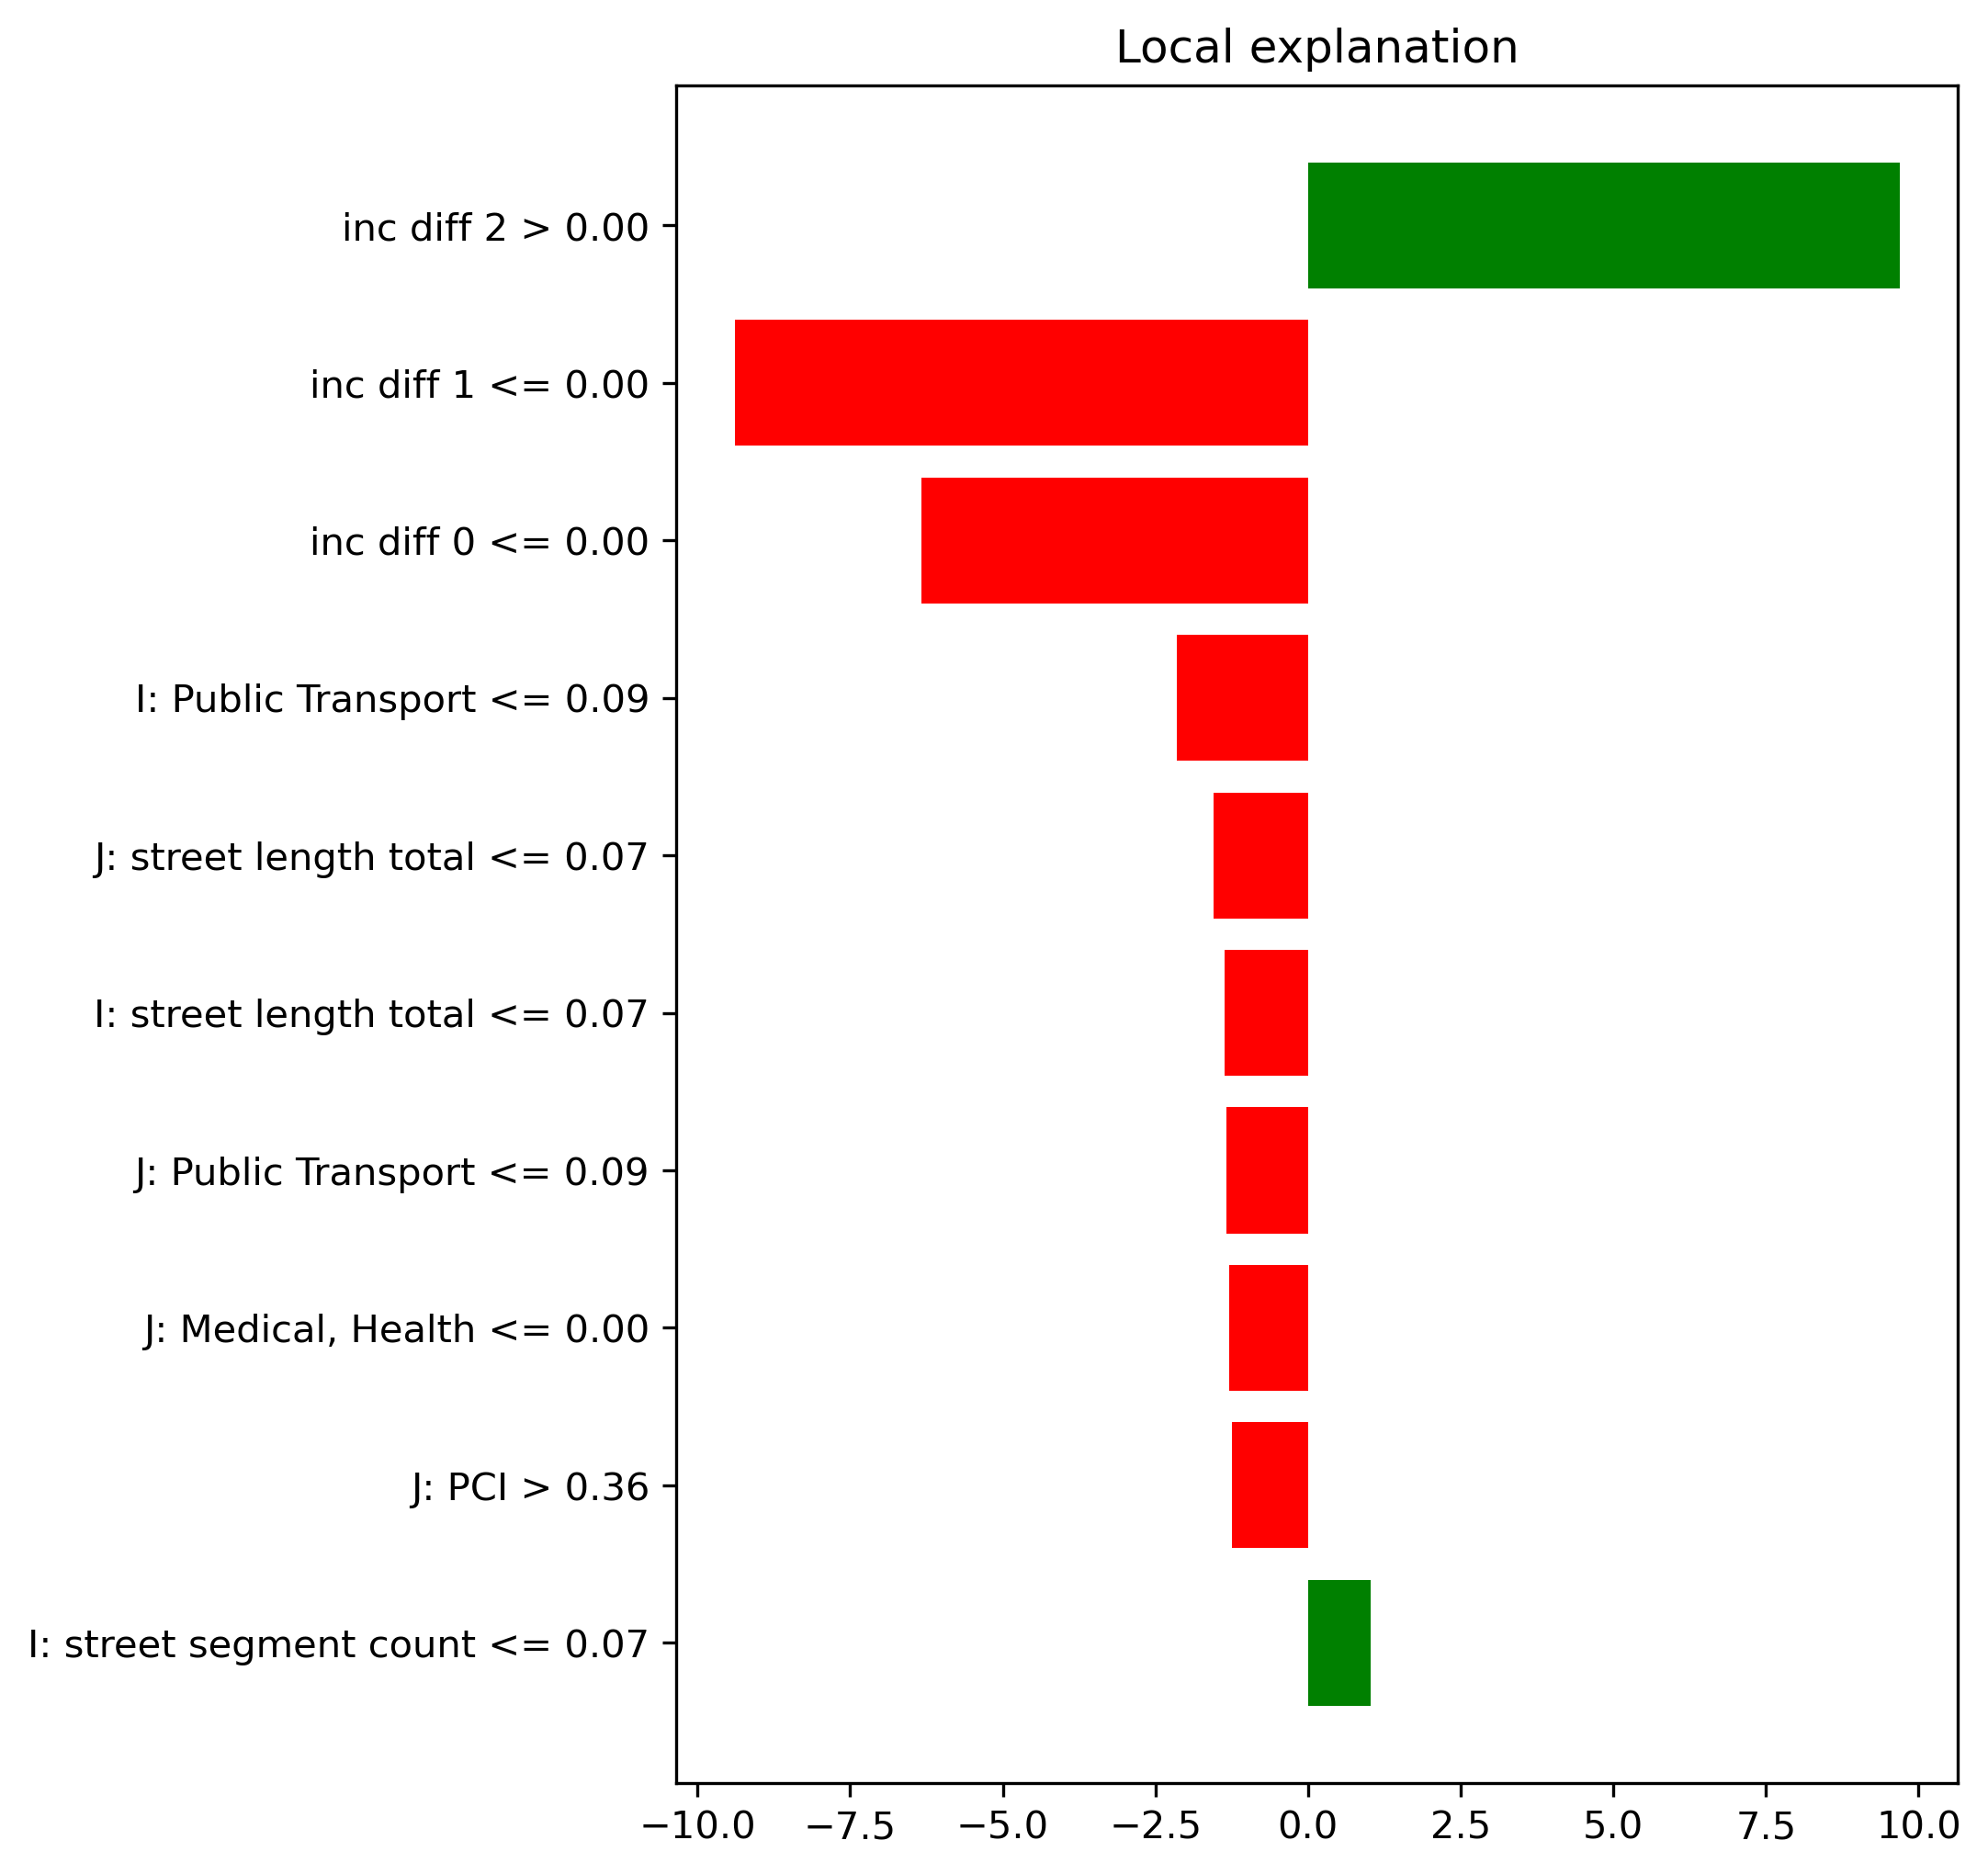 Local explanation
inc diff 2 > 0.00
inc diff 1 <= 0.00
inc diff 0 <= 0.00
I: Public Transport <= 0.09
J: street length total <= 0.07
I: street length total <= 0.07
J: Public Transport <= 0.09
J: Medical, Health <= 0.00
J: PCI > 0.36
I: street segment count <= 0.07
−10.0 −7.5 −5.0 −2.5 0.0 2.5 5.0 7.5 10.0